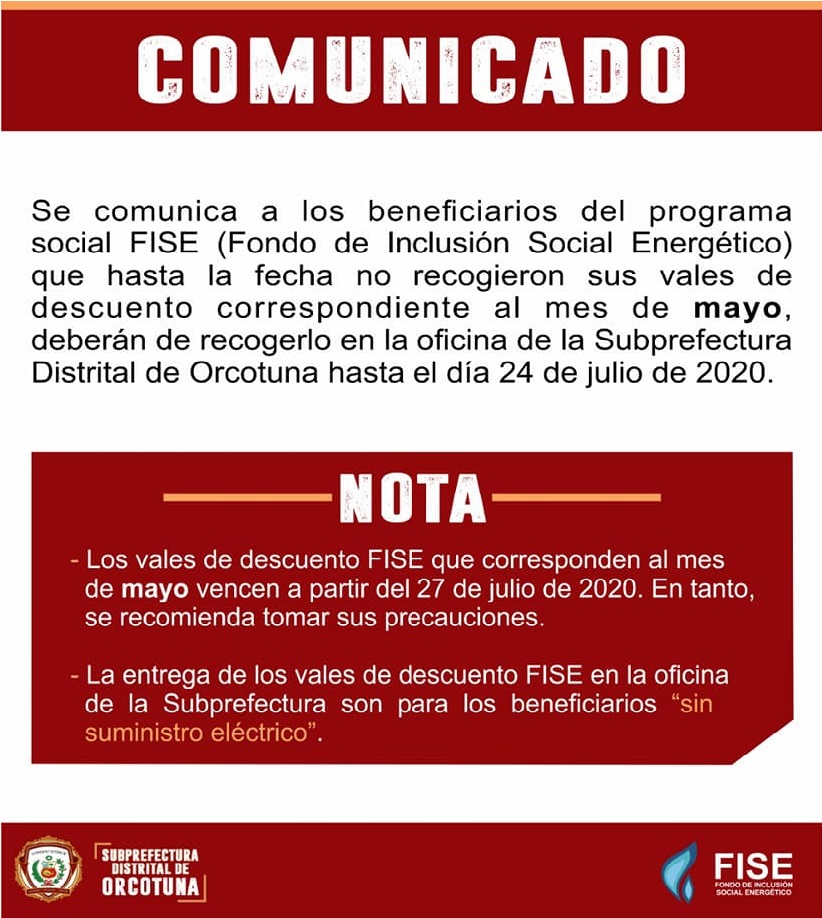 COMUNICADO
Se comunica a los beneficiarios del programa
social FISE (Fondo de Inclusión Social Energético)
que hasta la fecha no recogieron sus vales de
descuento correspondiente al mes de mayo,
deberán de recogerlo en la oficina de la Subprefectura
Distrital de Orcotuna hasta el día 24 de julio de 2020.
NOTA
- Los vales de descuento FISE que corresponden al mes
de mayo vencen a partir del 27 de julio de 2020. En tanto,
se recomienda tomar sus precauciones.
- La entrega de los vales de descuento FISE en la oficina
de la Subprefectura son para los beneficiarios “sin
suministro eléctrico”.
SUBPREFECTURA
DISTRITAL DE
ORCOTUNA
FISE
FONDO DE INCLUSIÓN
SOCIAL ENERGÉTICO